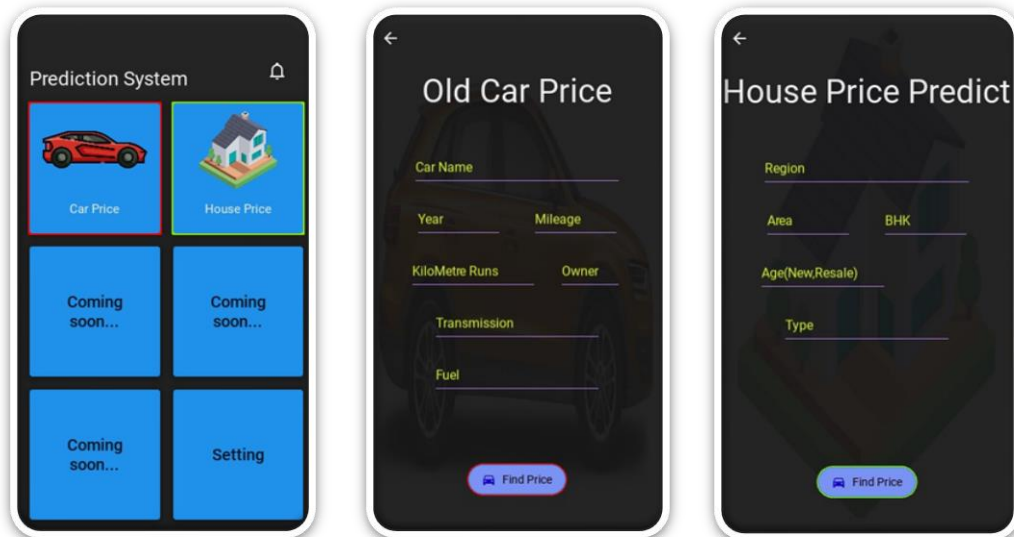 Prediction System
Car Price
House Price
Coming
soon...
Coming
soon...
Coming
soon...
Setting
Old Car Price
Car Name
Year
Mileage
KiloMetre Runs
Owner
Transmission
Fuel
Find Price
House Price Predict
Region
Area
BHK
Age(New,Resale)
Type
Find Price